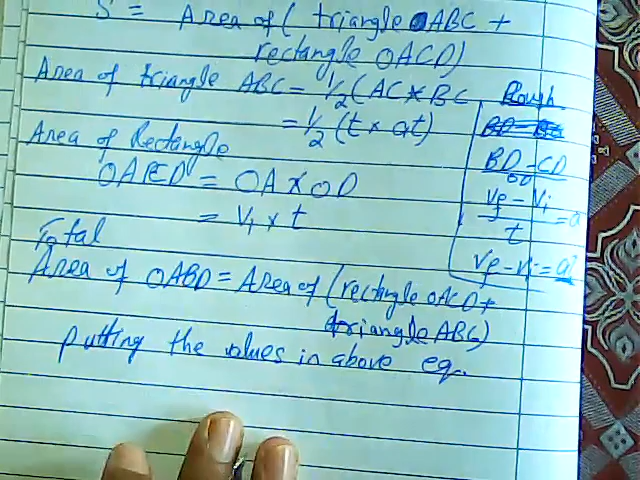 S = Area of ( triangle ABC +
rectangle OACD)
Area of triangle ABC = 1/2 (AC × BC
= 1/2 (t × at)
Area of Rectangle
OACD = OA × OD
= Vi × t
Total
Area of OABD = Area of (rectangle OACD +
triangle ABC)
putting the values in above eq.
Rough
BD - CD
OD
Vf - Vi = a
t
Vf - Vi = at